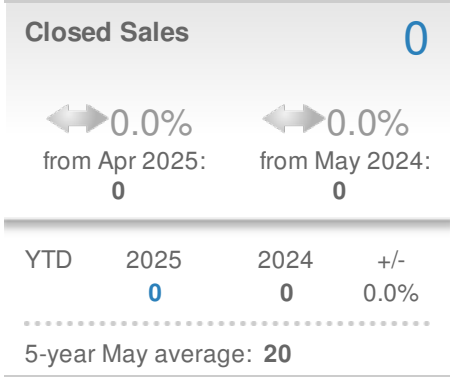 Closed Sales 0
0.0% 0.0%
from Apr 2025: from May 2024:
0 0
YTD 2025 2024 +/-
0 0 0.0%
5-year May average: 20